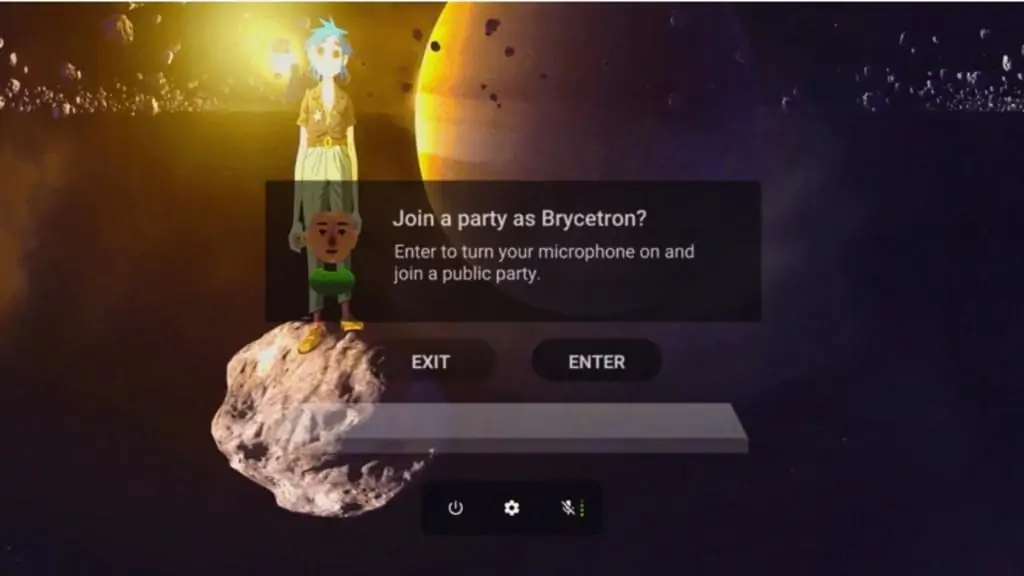 Join a party as Brycetron?
Enter to turn your microphone on and
join a public party.
EXIT
ENTER